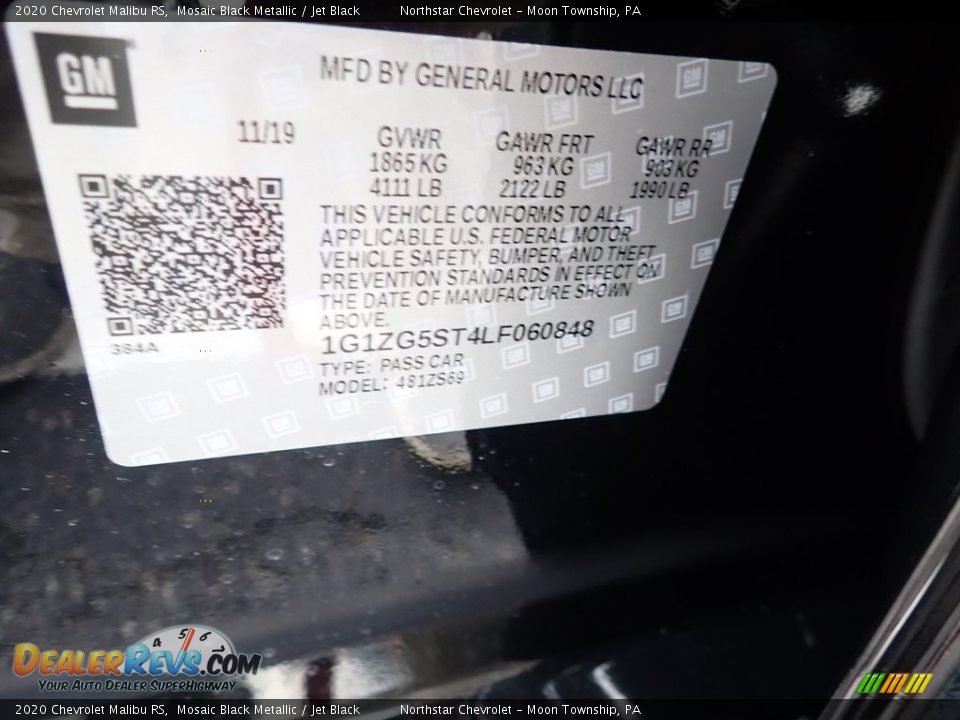 2020 Chevrolet Malibu RS, Mosaic Black Metallic / Jet Black Northstar Chevrolet - Moon Township, PA
GM
MFD BY GENERAL MOTORS LLC
11/19 GVWR GAWR FRT GAWR RR
1865 KG 963 KG 903 KG
4111 LB 2122 LB 1990 LB
THIS VEHICLE CONFORMS TO ALL
APPLICABLE U.S. FEDERAL MOTOR
VEHICLE SAFETY, BUMPER, AND THEFT
PREVENTION STANDARDS IN EFFECT ON
THE DATE OF MANUFACTURE SHOWN
ABOVE.
384A
1G1ZG5ST4LF060848
TYPE: PASS CAR
MODEL: 481ZS69
4 5 6
DEALERREVS.COM
YOUR AUTO DEALER SUPERHIGHWAY
2020 Chevrolet Malibu RS, Mosaic Black Metallic / Jet Black Northstar Chevrolet - Moon Township, PA